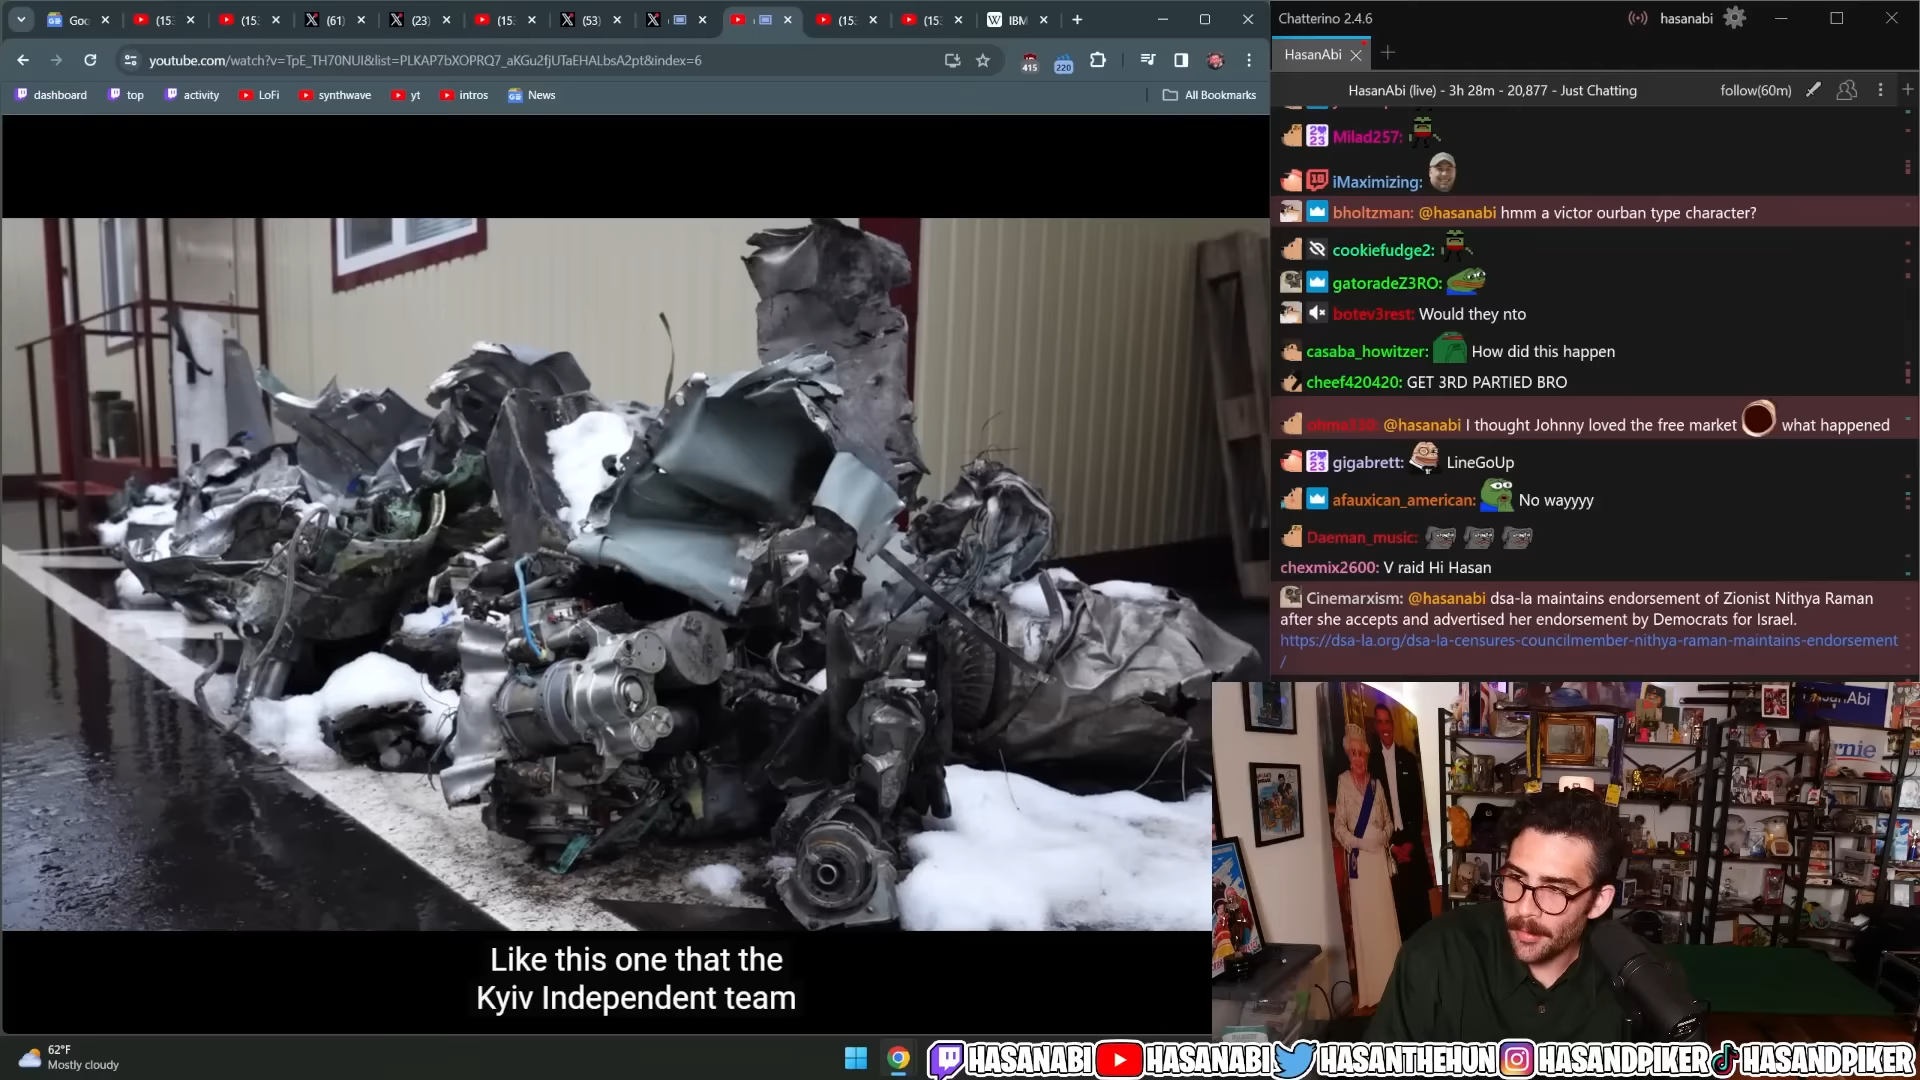 Goo
(15:
(15:
(61)
(23)
(15:
(53)
(15:
(15:
W IBM
youtube.com/watch?v=TpE_TH70NUI&list=PLKAP7bXOPRQ7_aKGu2fjUTaEHALbsA2pt&index=6
415
220
dashboard
top
activity
LoFi
synthwave
yt
intros
News
All Bookmarks
Like this one that the
Kyiv Independent team
62°F
Mostly cloudy
Chatterino 2.4.6
hasanabi
HasanAbi
HasanAbi (live) - 3h 28m - 20,877 - Just Chatting
follow(60m)
Milad257:
iMaximizing:
bholtzman: @hasanabi hmm a victor ourban type character?
cookiefudge2:
gatoradeZ3RO:
botev3rest: Would they nto
casaba_howitzer: How did this happen
cheef420420: GET 3RD PARTIED BRO
ohma330: @hasanabi I thought Johnny loved the free market what happened
gigabrett: LineGoUp
afauxican_american: No wayyyy
Daeman_music:
chexmix2600: V raid Hi Hasan
Cinemarxism: @hasanabi dsa-la maintains endorsement of Zionist Nithya Raman
after she accepts and advertised her endorsement by Democrats for Israel.
https://dsa-la.org/dsa-la-censures-councilmember-nithya-raman-maintains-endorsement
/
HASANABI HASANABI HASANTHEHUN HASANDPIKER HASANDPIKER